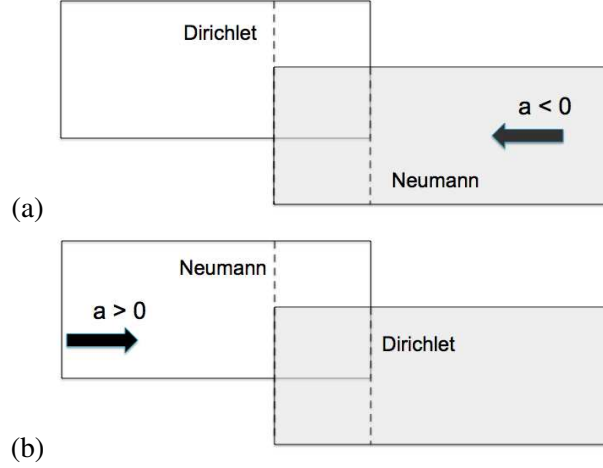 Dirichlet
a < 0
Neumann
(a)
Neumann
a > 0
Dirichlet
(b)